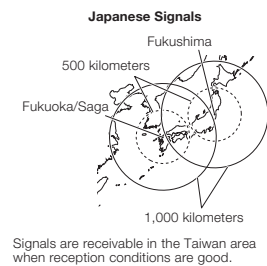 Japanese Signals
Fukushima
500 kilometers
Fukuoka/Saga
1,000 kilometers
Signals are receivable in the Taiwan area
when reception conditions are good.